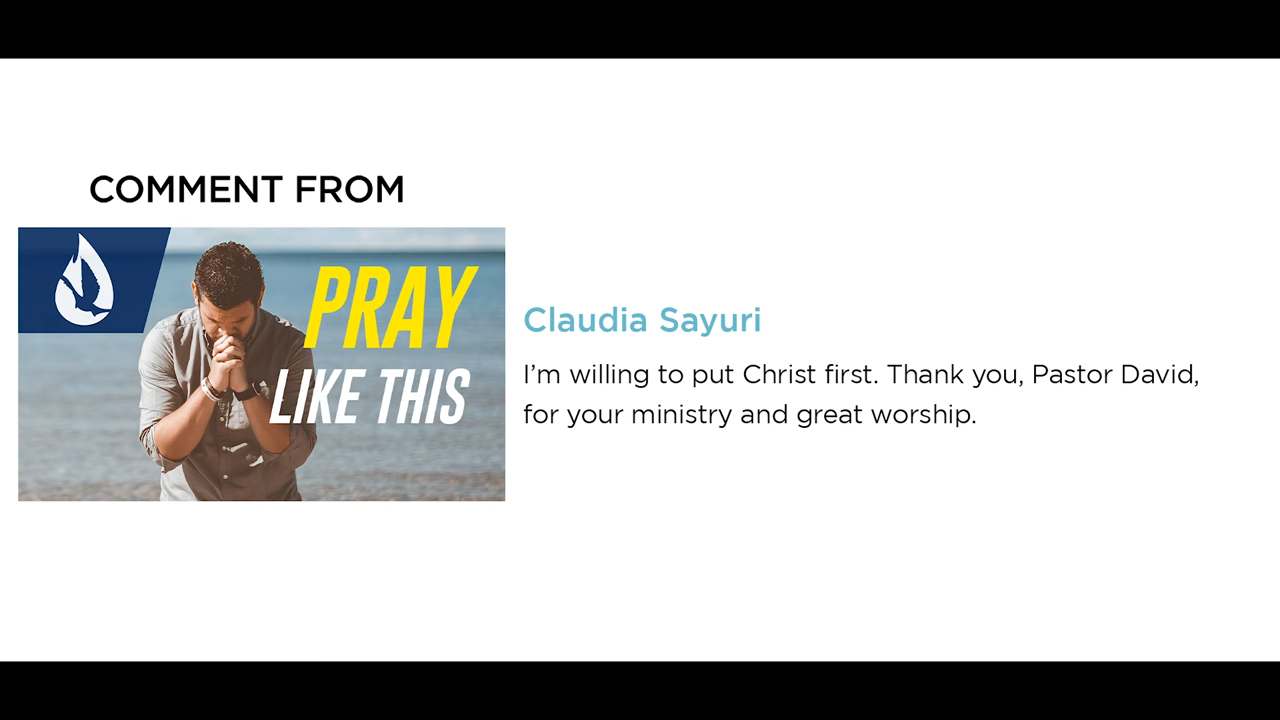 COMMENT FROM
PRAY
LIKE THIS
Claudia Sayuri
I’m willing to put Christ first. Thank you, Pastor David,
for your ministry and great worship.